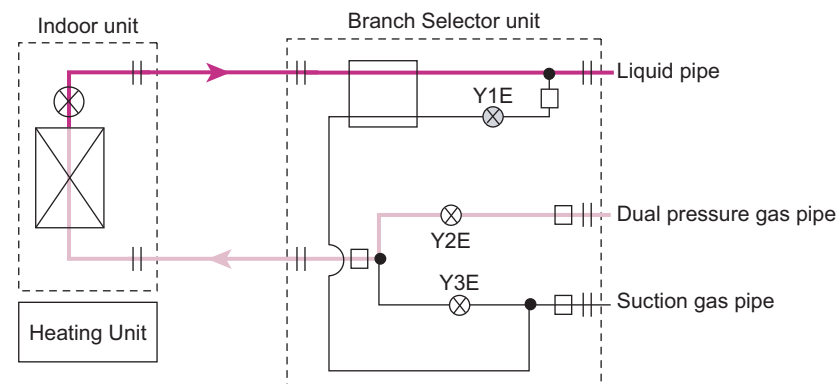 Indoor unit
Branch Selector unit
Liquid pipe
Y1E
Dual pressure gas pipe
Y2E
Y3E
Suction gas pipe
Heating Unit